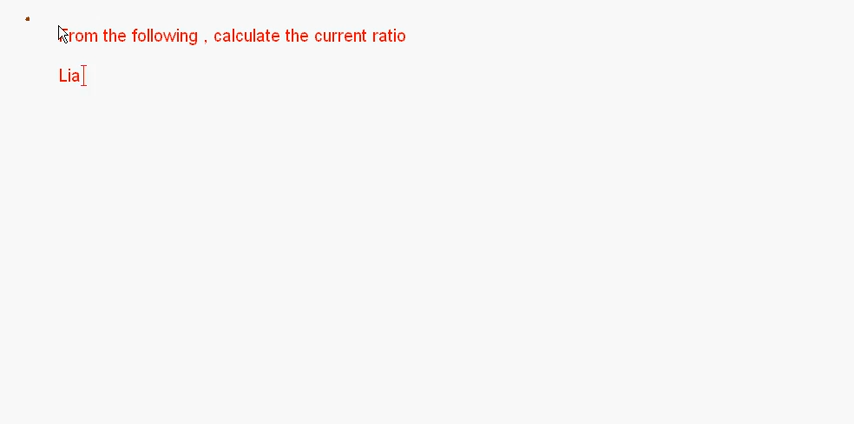 From the following , calculate the current ratio
Lia